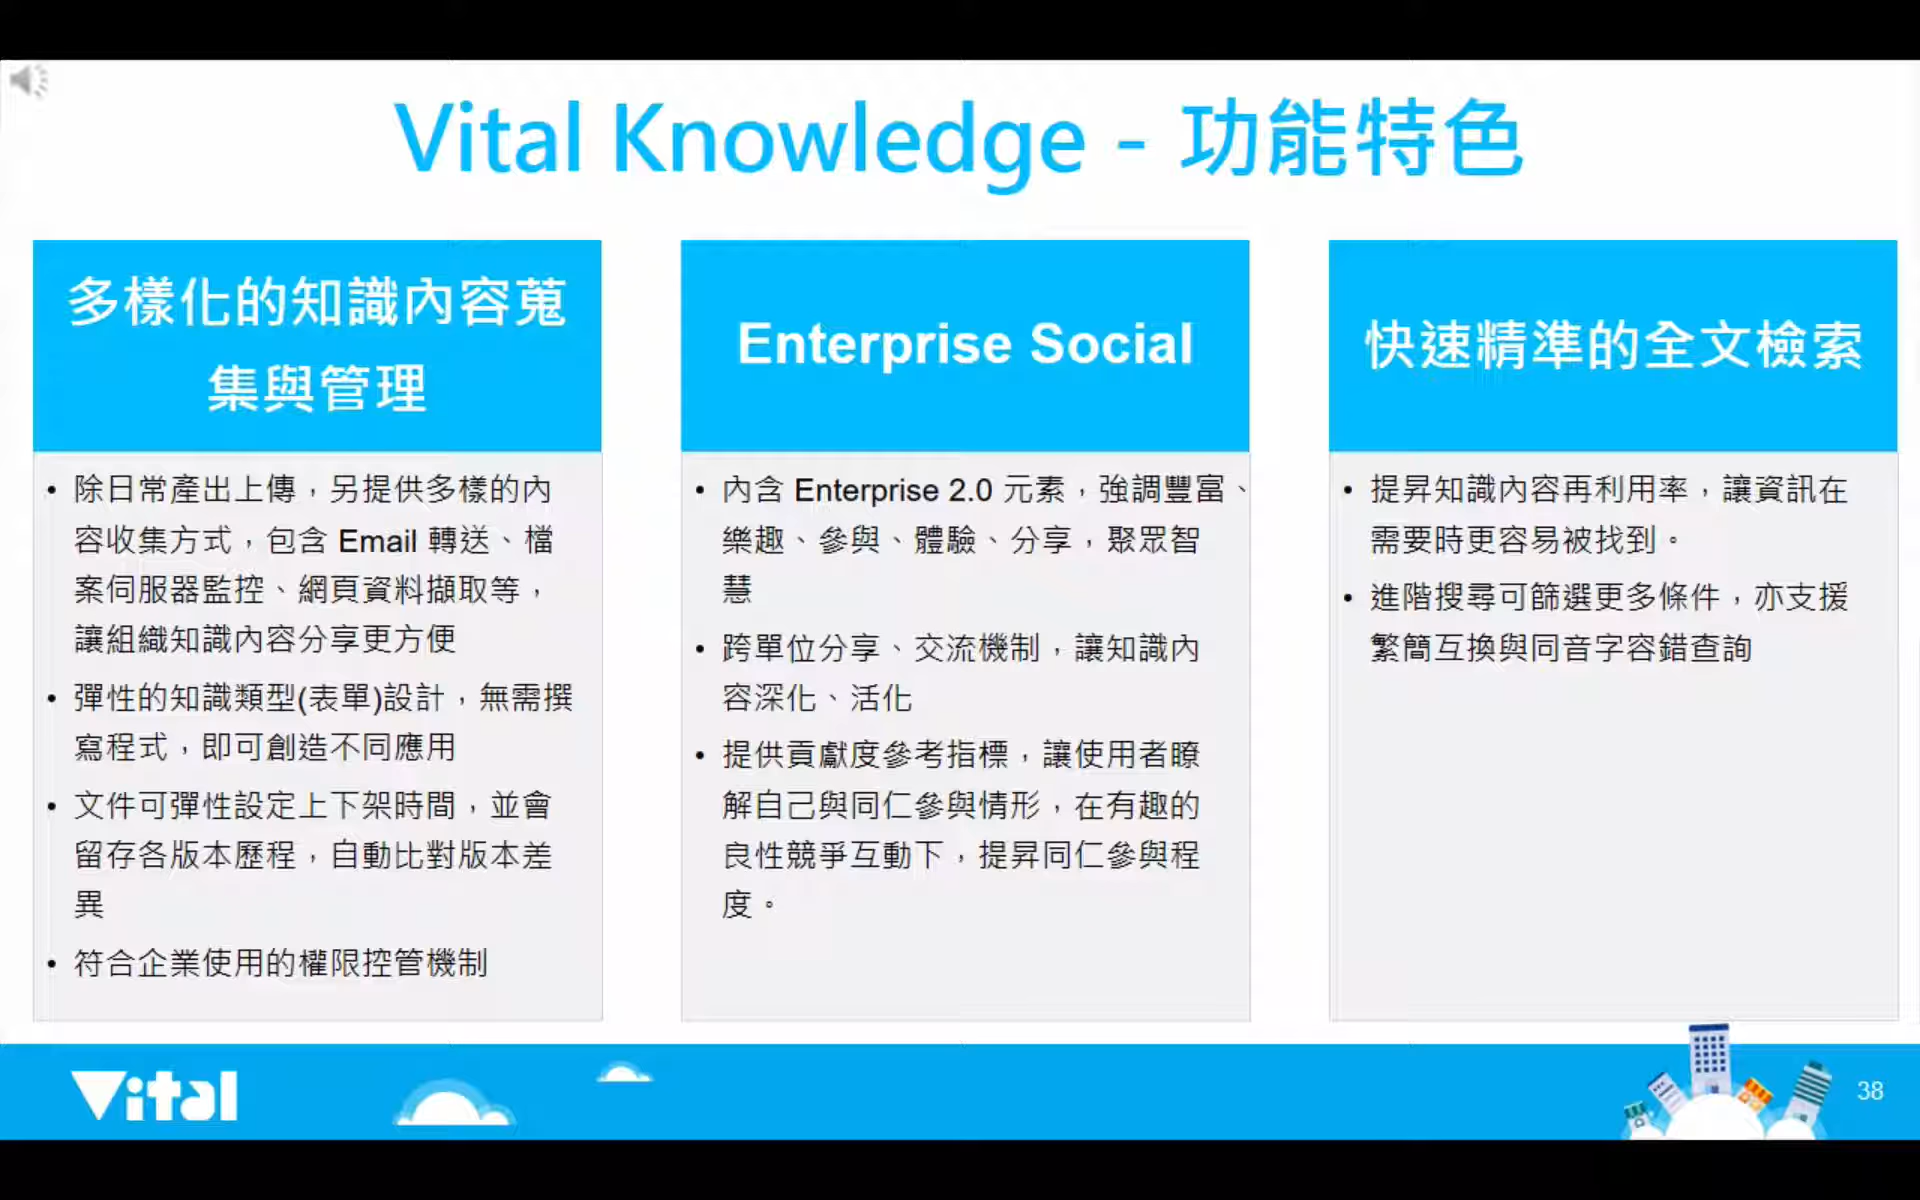 Vital Knowledge - 功能特色
多樣化的知識內容蒐
集與管理
• 除日常產出上傳，另提供多樣的內
容收集方式，包含 Email 轉送、檔
案伺服器監控、網頁資料擷取等，
讓組織知識內容分享更方便
• 彈性的知識類型(表單)設計，無需撰
寫程式，即可創造不同應用
• 文件可彈性設定上下架時間，並會
留存各版本歷程，自動比對版本差
異
• 符合企業使用的權限控管機制
Enterprise Social
• 內含 Enterprise 2.0 元素，強調豐富、
樂趣、參與、體驗、分享，聚眾智
慧
• 跨單位分享、交流機制，讓知識內
容深化、活化
• 提供貢獻度參考指標，讓使用者瞭
解自己與同仁參與情形，在有趣的
良性競爭互動下，提昇同仁參與程
度。
快速精準的全文檢索
• 提昇知識內容再利用率，讓資訊在
需要時更容易被找到。
• 進階搜尋可篩選更多條件，亦支援
繁簡互換與同音字容錯查詢
Vital
38